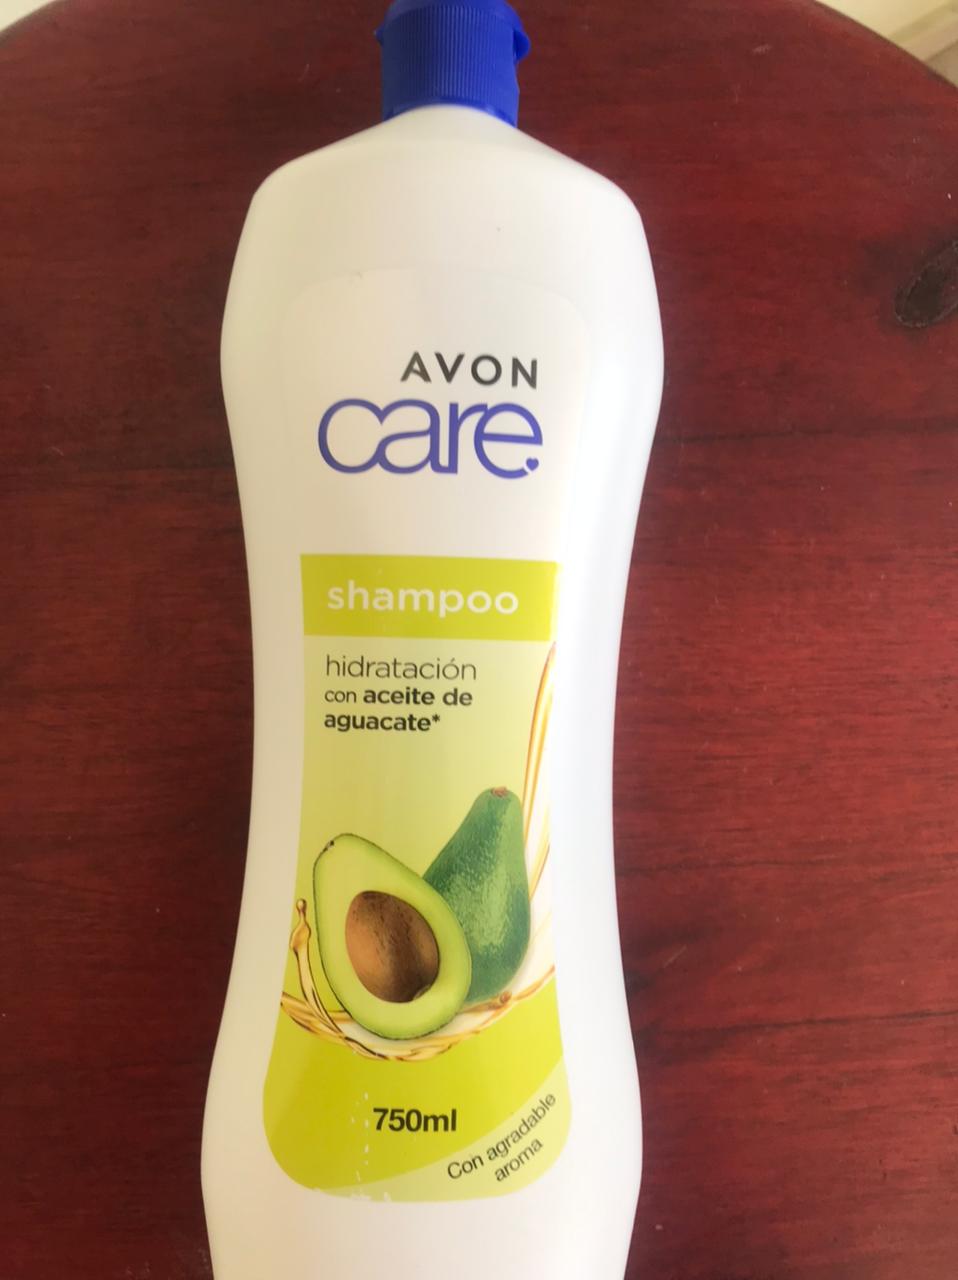 AVON
care
shampoo
hidratación
con aceite de
aguacate*
750ml
Con agradable
aroma